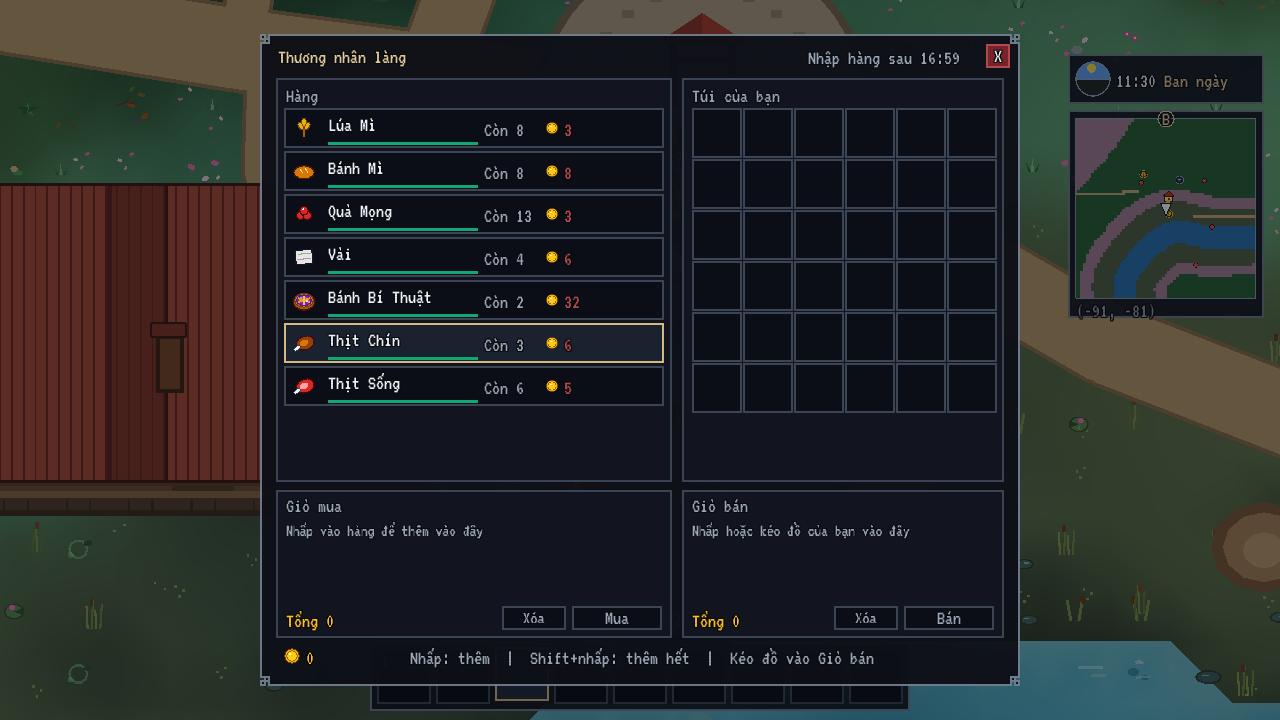 Thương nhân làng
Nhập hàng sau 16:59
X
Hàng
Lúa Mì
Còn 8
3
Bánh Mì
Còn 8
8
Quả Mọng
Còn 13
3
Vải
Còn 4
6
Bánh Bí Thuật
Còn 2
32
Thịt Chín
Còn 3
6
Thịt Sống
Còn 6
5
Túi của bạn
Giỏ mua
Nhấp vào hàng để thêm vào đây
Tổng 0
Xóa
Mua
Giỏ bán
Nhấp hoặc kéo đồ của bạn vào đây
Tổng 0
Xóa
Bán
0
Nhấp: thêm | Shift+nhấp: thêm hết | Kéo đồ vào Giỏ bán
11:30 Ban ngày
B
(-91, -81)